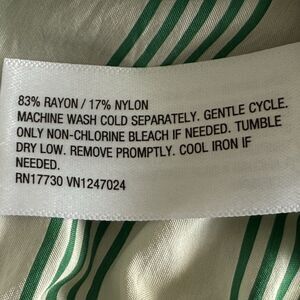 83% RAYON / 17% NYLON
MACHINE WASH COLD SEPARATELY. GENTLE CYCLE.
ONLY NON-CHLORINE BLEACH IF NEEDED. TUMBLE
DRY LOW. REMOVE PROMPTLY. COOL IRON IF
NEEDED.
RN17730 VN1247024